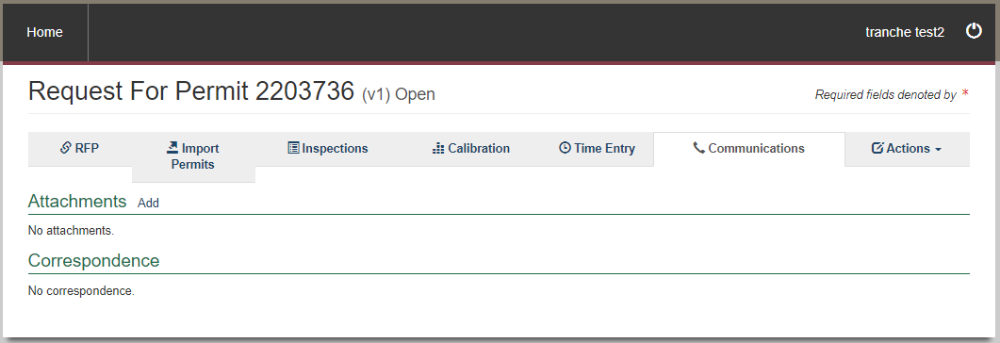 Home
tranche test2
Request For Permit 2203736 (v1) Open
Required fields denoted by *
RFP
Import Permits
Inspections
Calibration
Time Entry
Communications
Actions
Attachments Add
No attachments.
Correspondence
No correspondence.